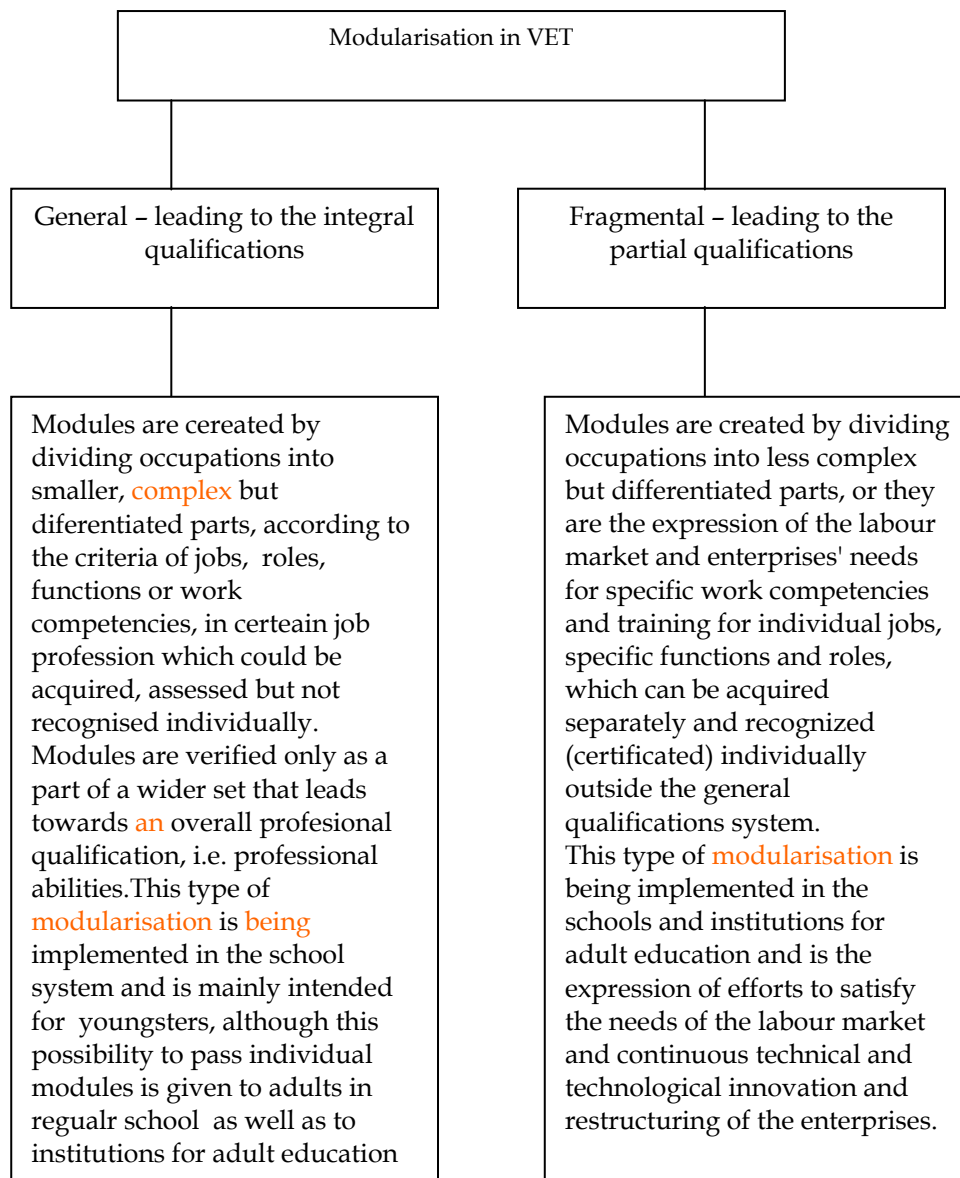 Modularisation in VET
General – leading to the integral
qualifications
Fragmental – leading to the
partial qualifications
Modules are cereated by
dividing occupations into
smaller, complex but
diferentiated parts, according to
the criteria of jobs, roles,
functions or work
competencies, in certeain job
profession which could be
acquired, assessed but not
recognised individually.
Modules are verified only as a
part of a wider set that leads
towards an overall profesional
qualification, i.e. professional
abilities.This type of
modularisation is being
implemented in the school
system and is mainly intended
for youngsters, although this
possibility to pass individual
modules is given to adults in
regualr school as well as to
institutions for adult education
Modules are created by dividing
occupations into less complex
but differentiated parts, or they
are the expression of the labour
market and enterprises' needs
for specific work competencies
and training for individual jobs,
specific functions and roles,
which can be acquired
separately and recognized
(certificated) individually
outside the general
qualifications system.
This type of modularisation is
being implemented in the
schools and institutions for
adult education and is the
expression of efforts to satisfy
the needs of the labour market
and continuous technical and
technological innovation and
restructuring of the enterprises.